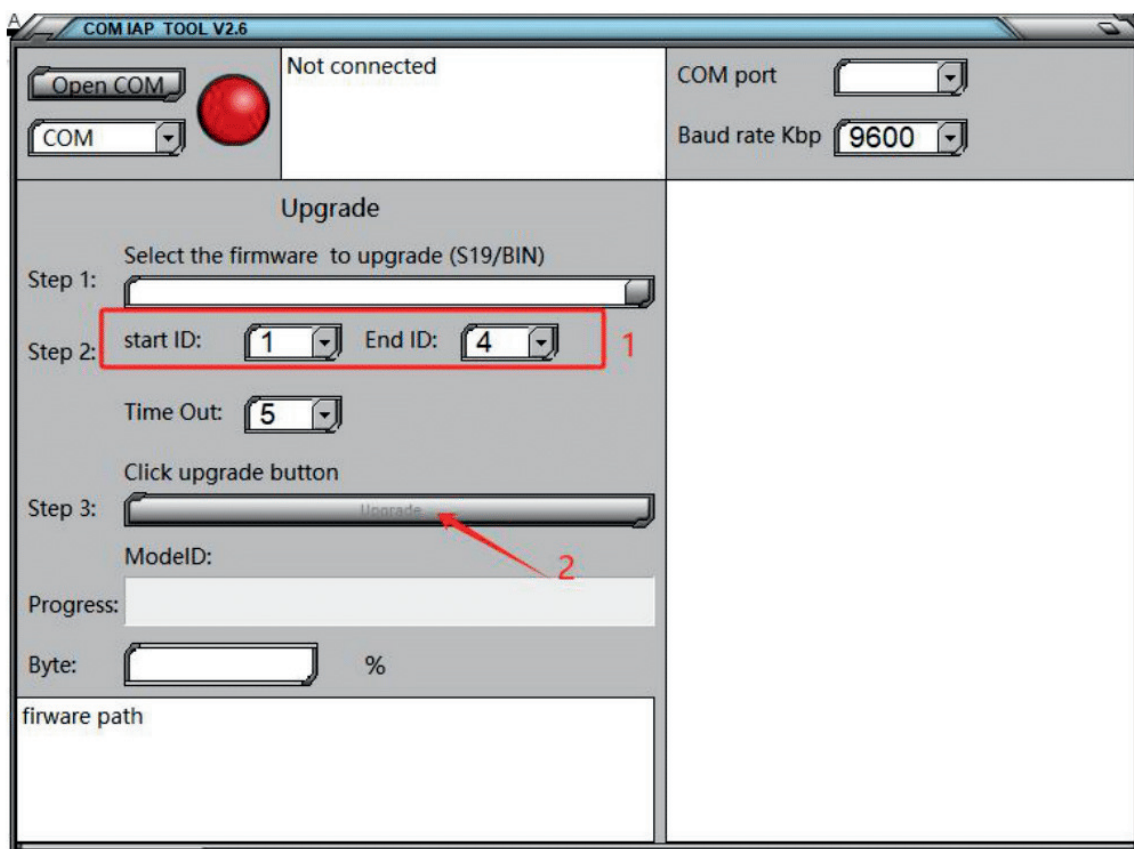 A
COM IAP  TOOL V2.6
Open COM
COM
Not connected
COM port
Baud rate Kbp 9600
Upgrade
Select the firmware  to upgrade (S19/BIN)
Step 1:
Step 2: start ID: 1 End ID: 4 1
Time Out: 5
Click upgrade button
Step 3: Upgrade
2
ModeID:
Progress:
Byte: %
firware path